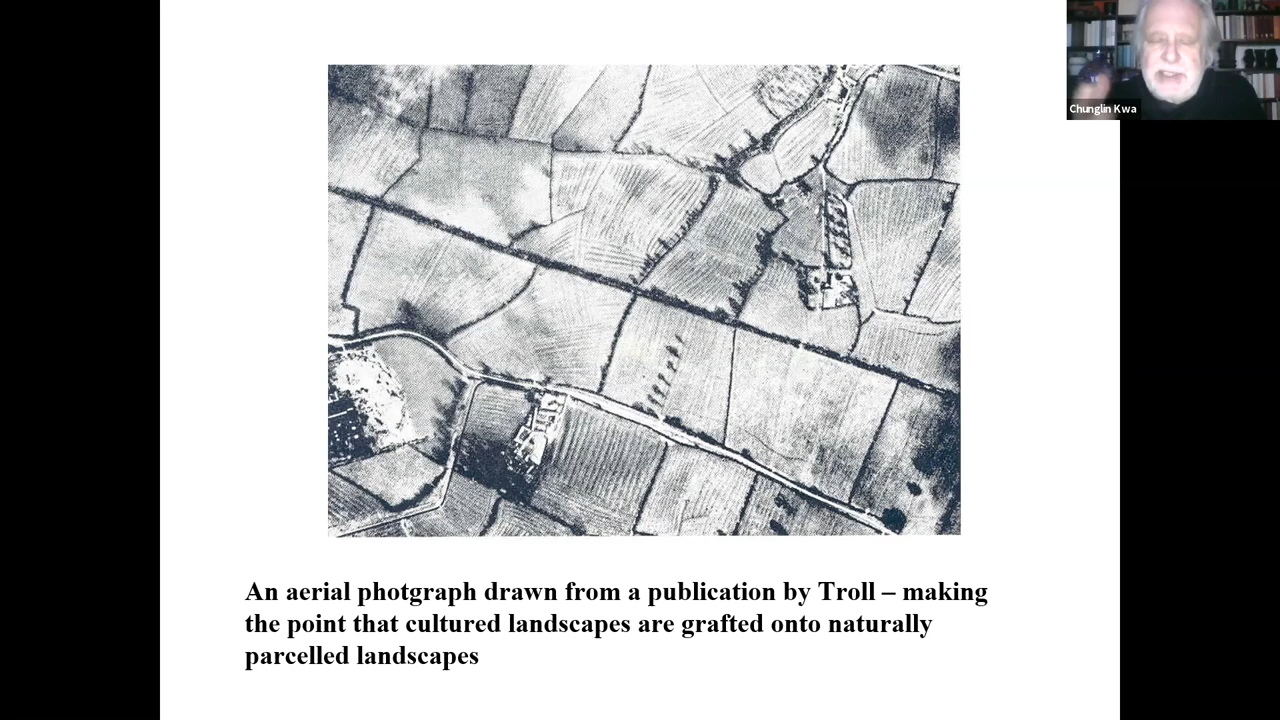 Chunglin Kwa
An aerial photgraph drawn from a publication by Troll – making
the point that cultured landscapes are grafted onto naturally
parcelled landscapes